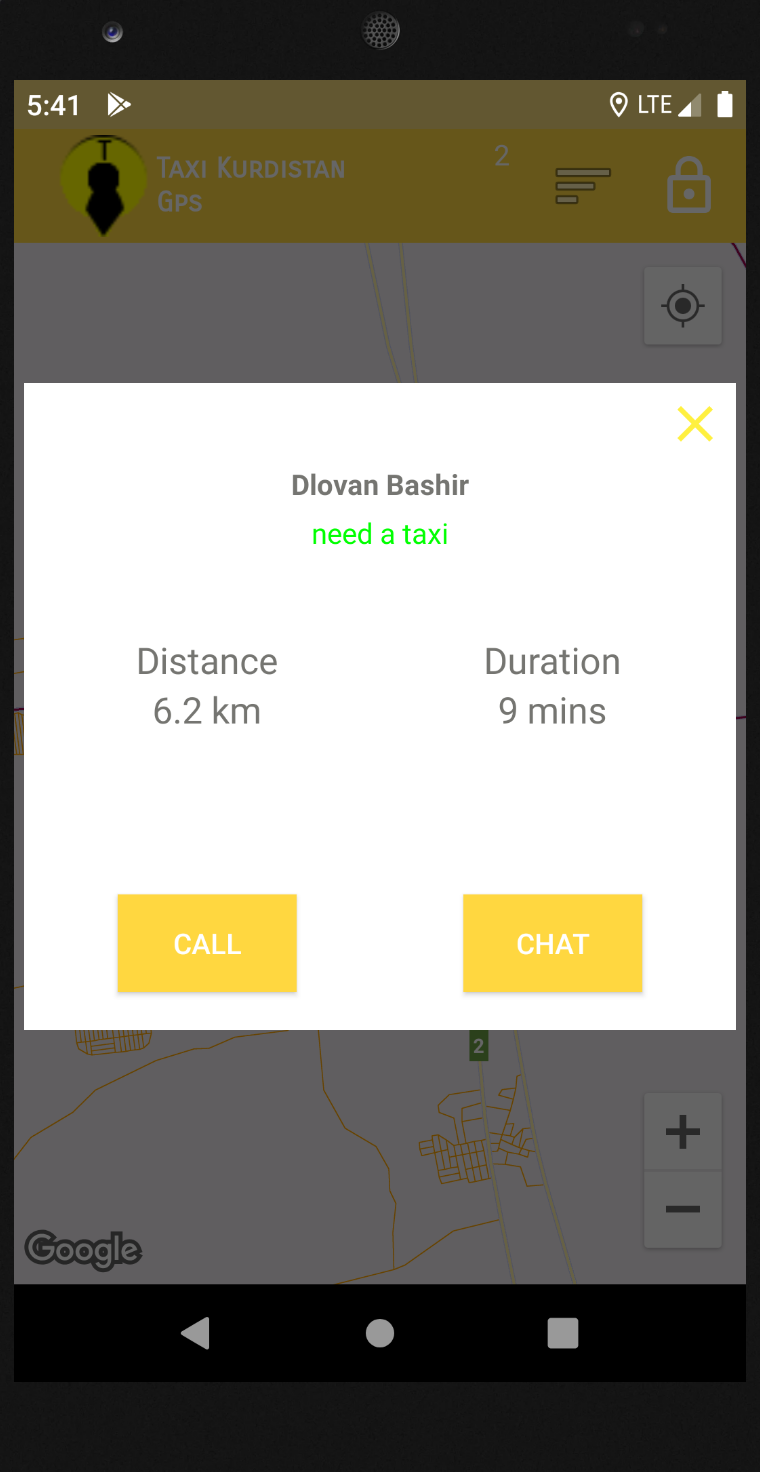 5:41
LTE
T
Taxi Kurdistan
Gps
2
Dlovan Bashir
need a taxi
Distance
Duration
6.2 km
9 mins
CALL
CHAT
2
Google